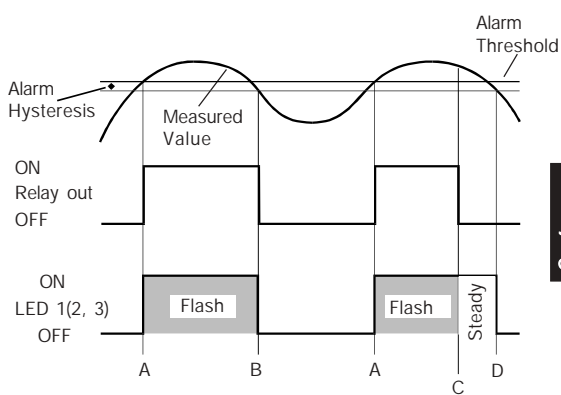 Alarm
Threshold
Alarm
Hysteresis
Measured
Value
ON
Relay out
OFF
ON
LED 1(2, 3)
OFF
Flash
Flash
Steady
A
B
A
C
D